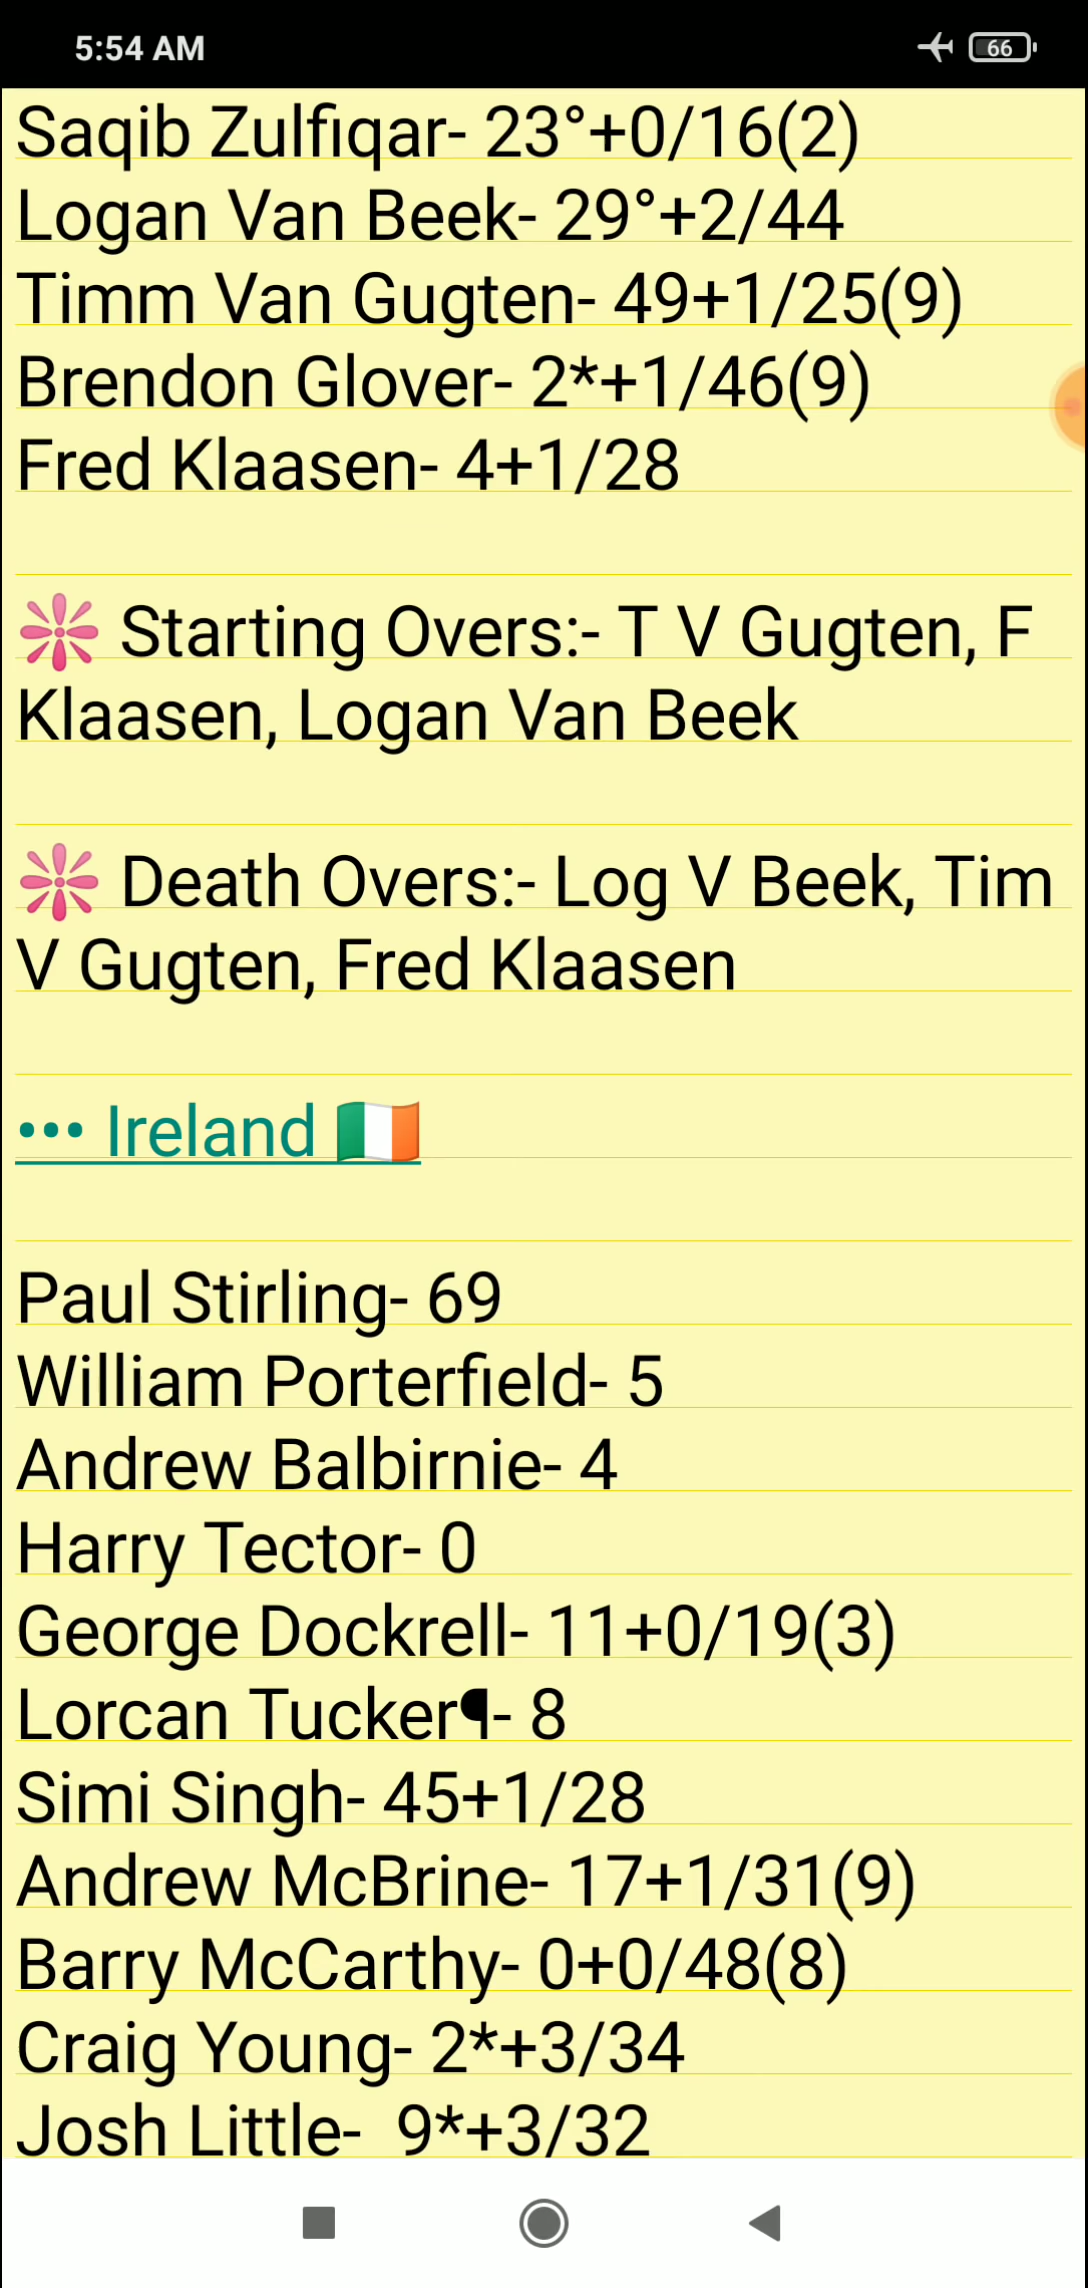 5:54 AM
66
Saqib Zulfiqar- 23°+0/16(2)
Logan Van Beek- 29°+2/44
Timm Van Gugten- 49+1/25(9)
Brendon Glover- 2*+1/46(9)
Fred Klaasen- 4+1/28
Starting Overs:- T V Gugten, F
Klaasen, Logan Van Beek
Death Overs:- Log V Beek, Tim
V Gugten, Fred Klaasen
••• Ireland 🇮🇪
Paul Stirling- 69
William Porterfield- 5
Andrew Balbirnie- 4
Harry Tector- 0
George Dockrell- 11+0/19(3)
Lorcan Tucker¶- 8
Simi Singh- 45+1/28
Andrew McBrine- 17+1/31(9)
Barry McCarthy- 0+0/48(8)
Craig Young- 2*+3/34
Josh Little-  9*+3/32